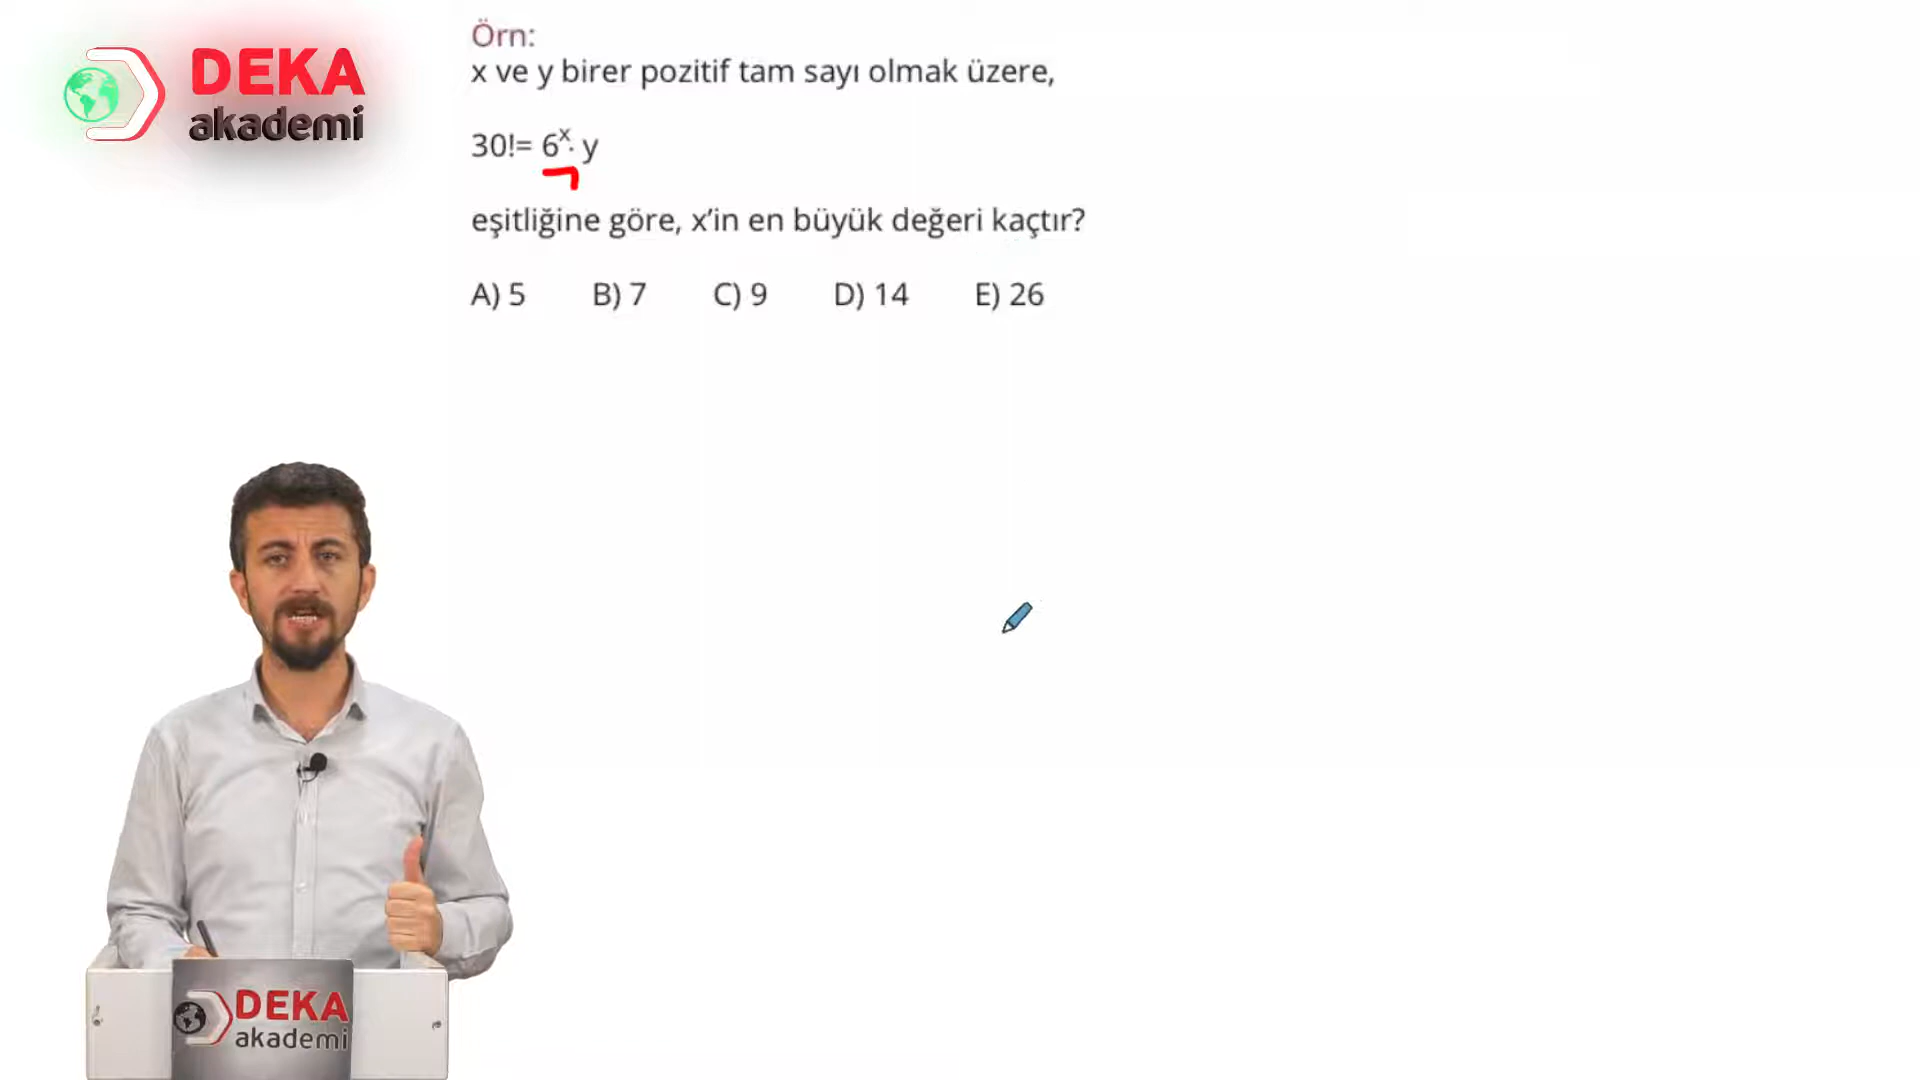 DEKA
akademi
Örn:
x ve y birer pozitif tam sayı olmak üzere,
30!= 6ˣ· y
eşitliğine göre, x’in en büyük değeri kaçtır?
A) 5 B) 7 C) 9 D) 14 E) 26
DEKA
akademi